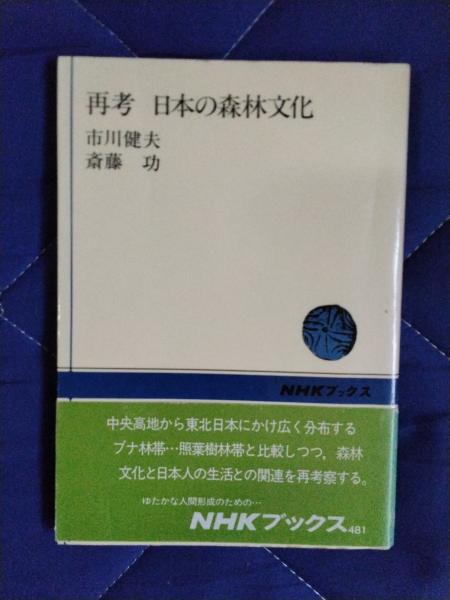 再考 日本の森林文化
市川健夫
斎藤 功
NHKブックス
中央高地から東北日本にかけ広く分布する
ブナ林帯…照葉樹林帯と比較しつつ，森林
文化と日本人の生活との関連を再考察する。
ゆたかな人間形成のための…
NHKブックス481